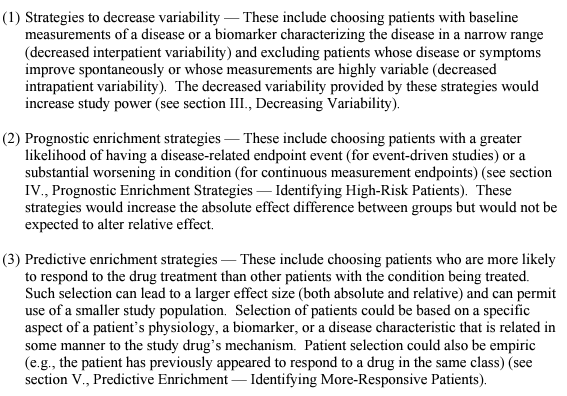 (1) Strategies to decrease variability — These include choosing patients with baseline
measurements of a disease or a biomarker characterizing the disease in a narrow range
(decreased interpatient variability) and excluding patients whose disease or symptoms
improve spontaneously or whose measurements are highly variable (decreased
intrapatient variability).  The decreased variability provided by these strategies would
increase study power (see section III., Decreasing Variability).
(2) Prognostic enrichment strategies — These include choosing patients with a greater
likelihood of having a disease-related endpoint event (for event-driven studies) or a
substantial worsening in condition (for continuous measurement endpoints) (see section
IV., Prognostic Enrichment Strategies — Identifying High-Risk Patients).  These
strategies would increase the absolute effect difference between groups but would not be
expected to alter relative effect.
(3) Predictive enrichment strategies — These include choosing patients who are more likely
to respond to the drug treatment than other patients with the condition being treated.
Such selection can lead to a larger effect size (both absolute and relative) and can permit
use of a smaller study population.  Selection of patients could be based on a specific
aspect of a patient's physiology, a biomarker, or a disease characteristic that is related in
some manner to the study drug's mechanism.  Patient selection could also be empiric
(e.g., the patient has previously appeared to respond to a drug in the same class) (see
section V., Predictive Enrichment — Identifying More-Responsive Patients).